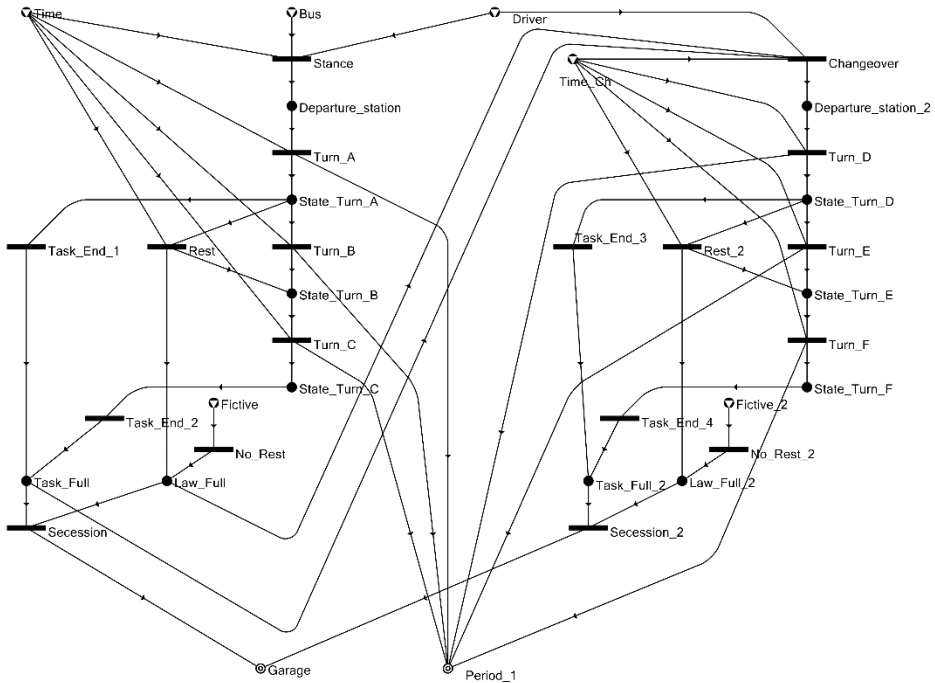 Time
Bus
Driver
Stance
Changeover
Time_Ch
Departure_station
Departure_station_2
Turn_A
Turn_D
State_Turn_A
State_Turn_D
Task_End_1
Rest
Turn_B
Task_End_3
Rest_2
Turn_E
State_Turn_B
State_Turn_E
Turn_C
Turn_F
State_Turn_C
State_Turn_F
Fictive
Fictive_2
Task_End_2
Task_End_4
No_Rest
No_Rest_2
Task_Full
Law_Full
Task_Full_2
Law_Full_2
Secession
Secession_2
Garage
Period_1